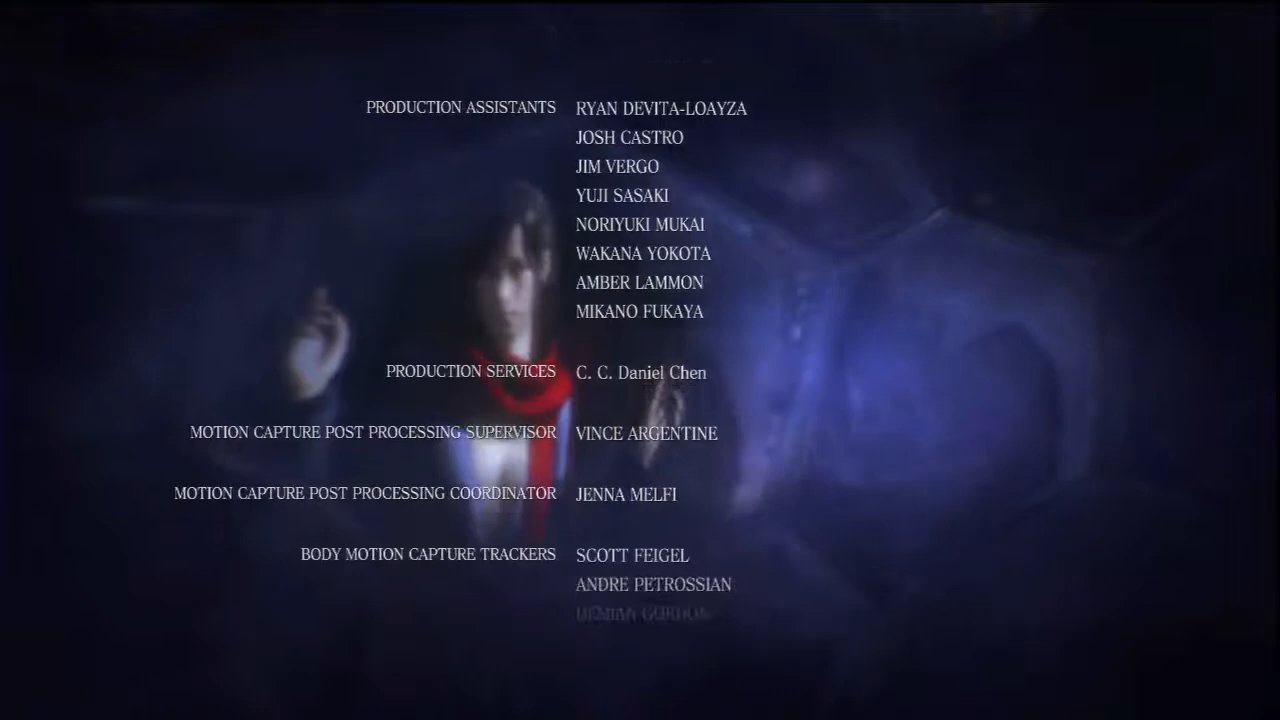 PRODUCTION ASSISTANTS RYAN DEVITA-LOAYZA
JOSH CASTRO
JIM VERGO
YUJI SASAKI
NORIYUKI MUKAI
WAKANA YOKOTA
AMBER LAMMON
MIKANO FUKAYA
PRODUCTION SERVICES C. C. Daniel Chen
MOTION CAPTURE POST PROCESSING SUPERVISOR VINCE ARGENTINE
MOTION CAPTURE POST PROCESSING COORDINATOR JENNA MELFI
BODY MOTION CAPTURE TRACKERS SCOTT FEIGEL
ANDRE PETROSSIAN
DEMIAN GORDON